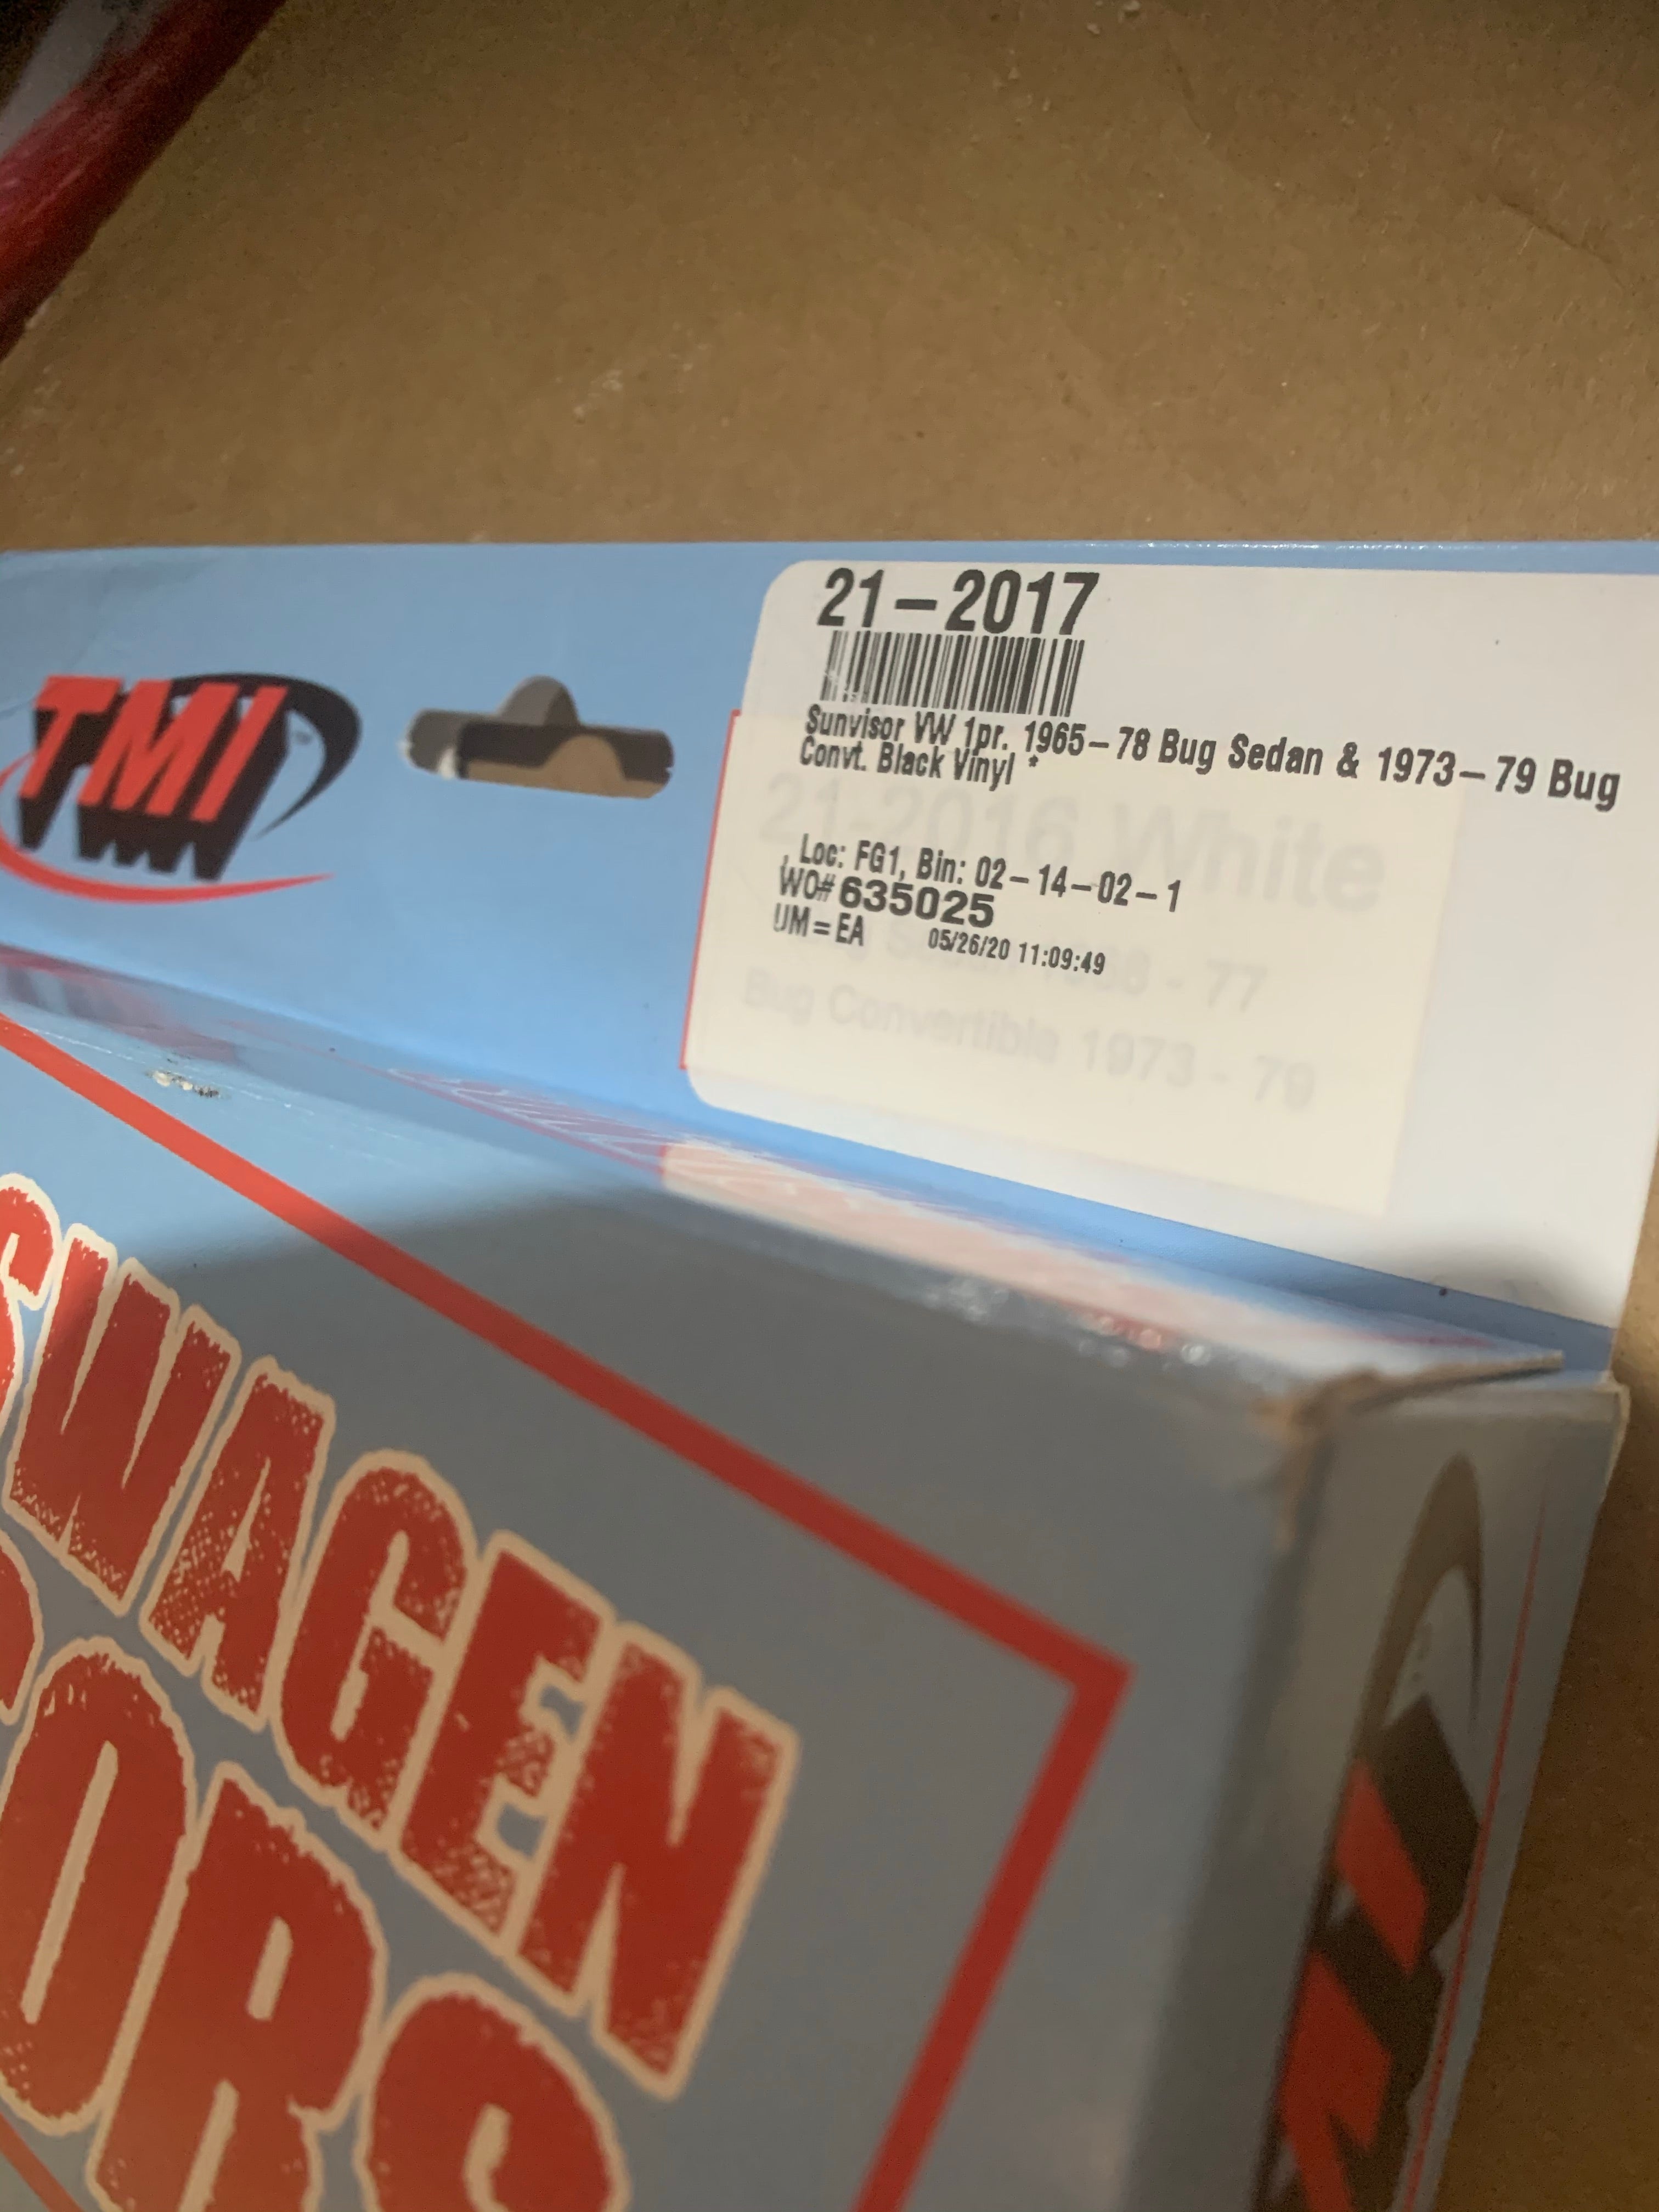 21-2017
Sunvisor VW 1pr. 1965-78 Bug Sedan & 1973-79 Bug
Convt. Black Vinyl *
21-2016 White
, Loc: FG1, Bin: 02-14-02-1
WO# 635025
UM=EA 05/26/20 11:09:49
- 77
Bug Convertible 1973 - 79
TMI
SWAGEN
ORS
TMI